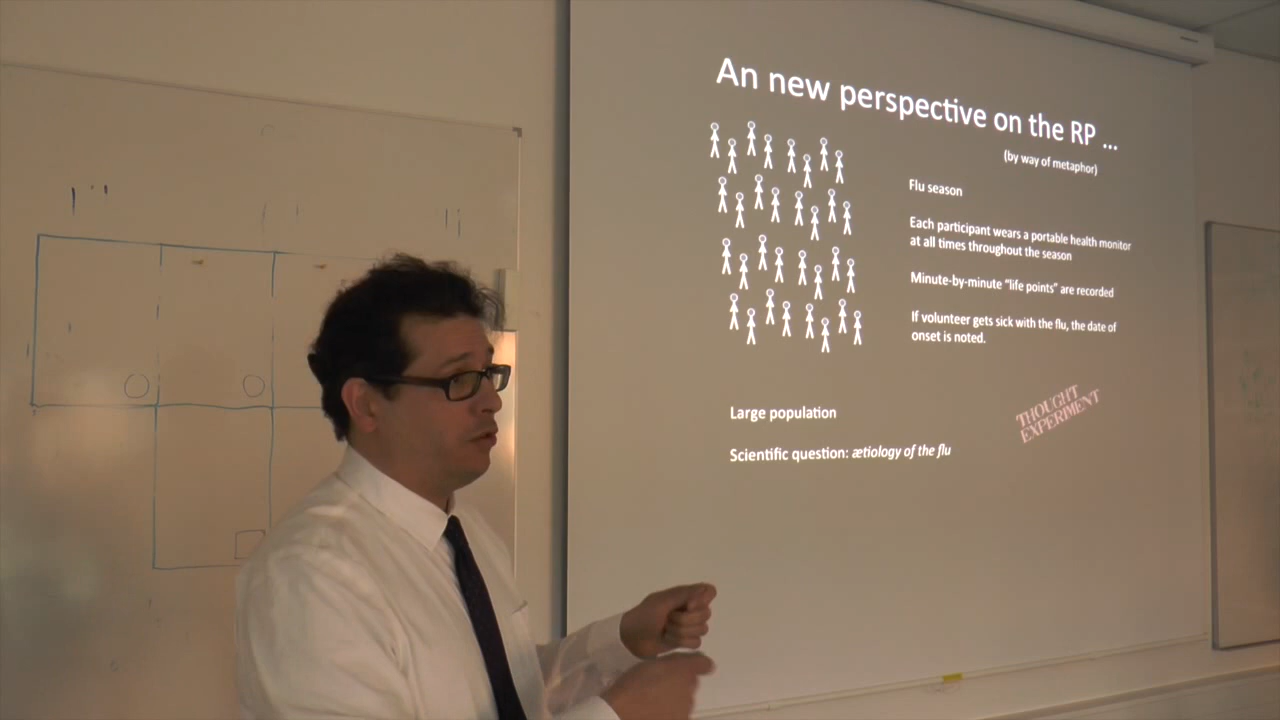 An new perspective on the RP ...
(by way of metaphor)
Flu season
Each participant wears a portable health monitor
at all times throughout the season
Minute-by-minute “life points” are recorded
If volunteer gets sick with the flu, the date of
onset is noted.
THOUGHT
EXPERIMENT
Large population
Scientific question: ætiology of the flu